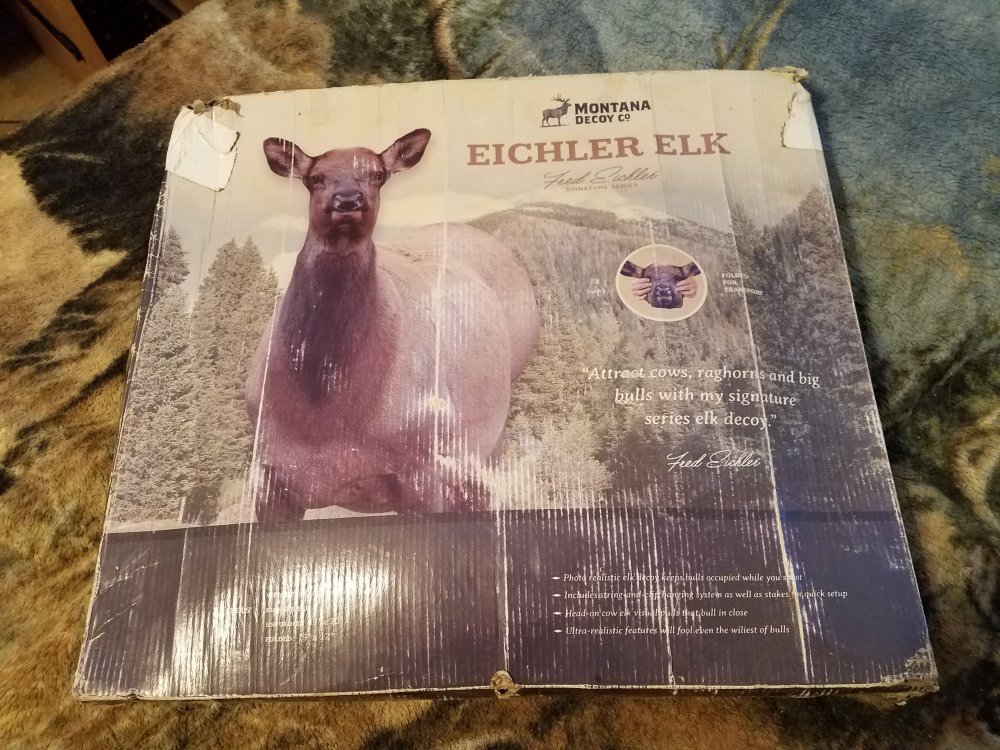 MONTANA
DECOY CO
EICHLER ELK
Fred Eichler
SIGNATURE SERIES
FOLDED
FOR
TRANSPORT
"Attract cows, raghorns and big
bulls with my signature
series elk decoy."
Fred Eichler
Photo realistic elk decoy keeps bulls occupied while you
Includes string-and-clip hanging system as well as stakes for quick setup
Head-on cow elk visual pulls that bull in close
Ultra-realistic features will fool even the wiliest of bulls
UNFOLDED:
FOLDED: